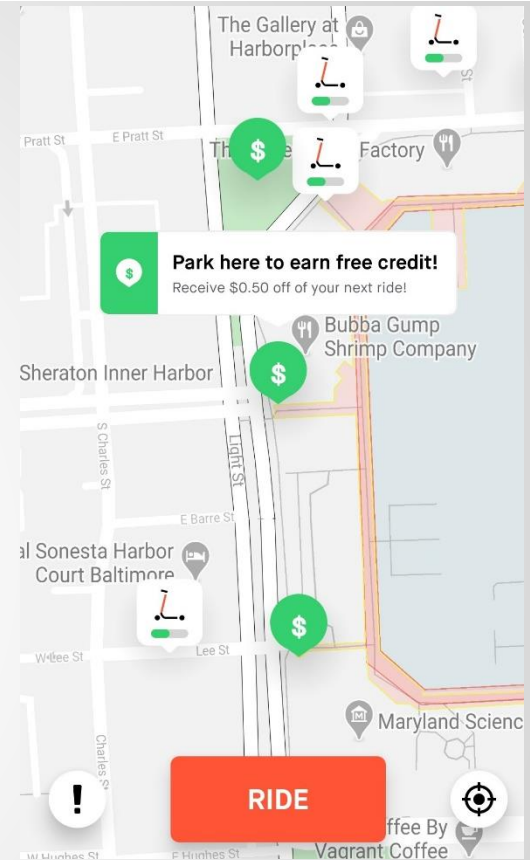 The Gallery at
Harborplace
St
Pratt St
E Pratt St
Factory
$
Park here to earn free credit!
$
Receive $0.50 off of your next ride!
Bubba Gump
Shrimp Company
Sheraton Inner Harbor
$
S Charles St
Light St
E Barre St
al Sonesta Harbor
Court Baltimore
$
W Lee St
Lee St
Maryland Scienc
Charles St
!
RIDE
ffee By
Vagrant Coffee
W Hughes St
E Hughes St